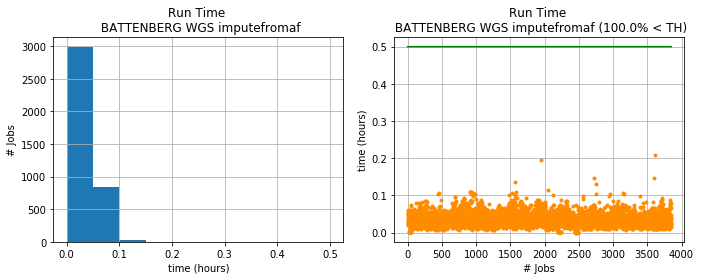 Run Time
BATTENBERG WGS imputefromaf
3000
2500
2000
1500
1000
500
0
# Jobs
0.0 0.1 0.2 0.3 0.4 0.5
time (hours)
Run Time
BATTENBERG WGS imputefromaf (100.0% < TH)
0.5
0.4
0.3
0.2
0.1
0.0
time (hours)
0 500 1000 1500 2000 2500 3000 3500 4000
# Jobs